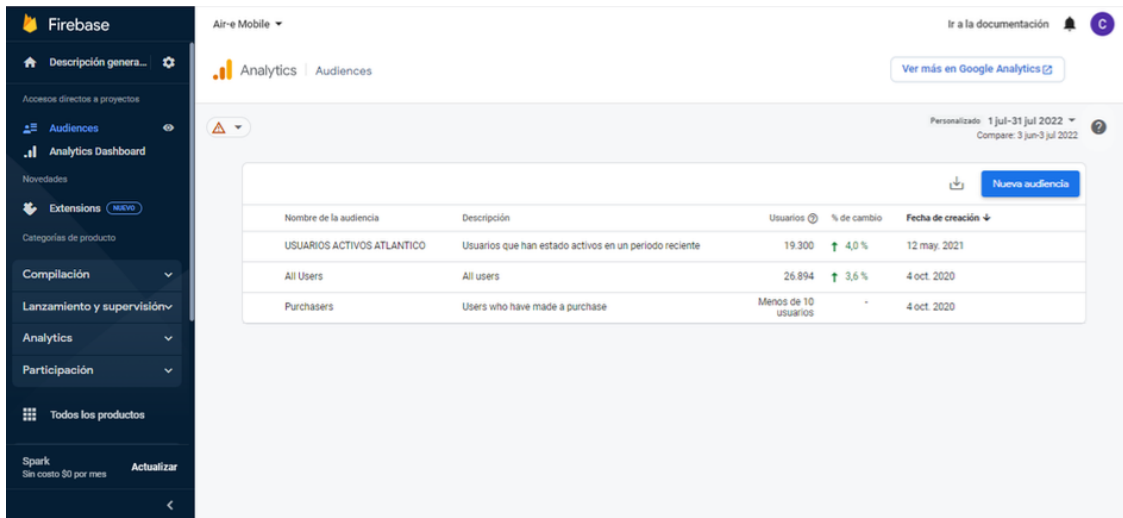 Firebase
Air-e Mobile
Ir a la documentación
C
Descripción genera...
Analytics | Audiences
Ver más en Google Analytics
Accesos directos a proyectos
Audiences
Analytics Dashboard
Personalizado 1 jul-31 jul 2022
Compare: 3 jun-3 jul 2022
Novedades
Extensions NUEVO
Categorías de producto
Compilación
Lanzamiento y supervisión
Analytics
Participación
Todos los productos
Spark
Sin costo $0 por mes
Actualizar
Nueva audiencia
Nombre de la audiencia Descripción Usuarios % de cambio Fecha de creación
USUARIOS ACTIVOS ATLANTICO Usuarios que han estado activos en un periodo reciente 19.300 4,0 % 12 may. 2021
All Users All users 26.894 3,6 % 4 oct. 2020
Purchasers Users who have made a purchase Menos de 10 usuarios - 4 oct. 2020